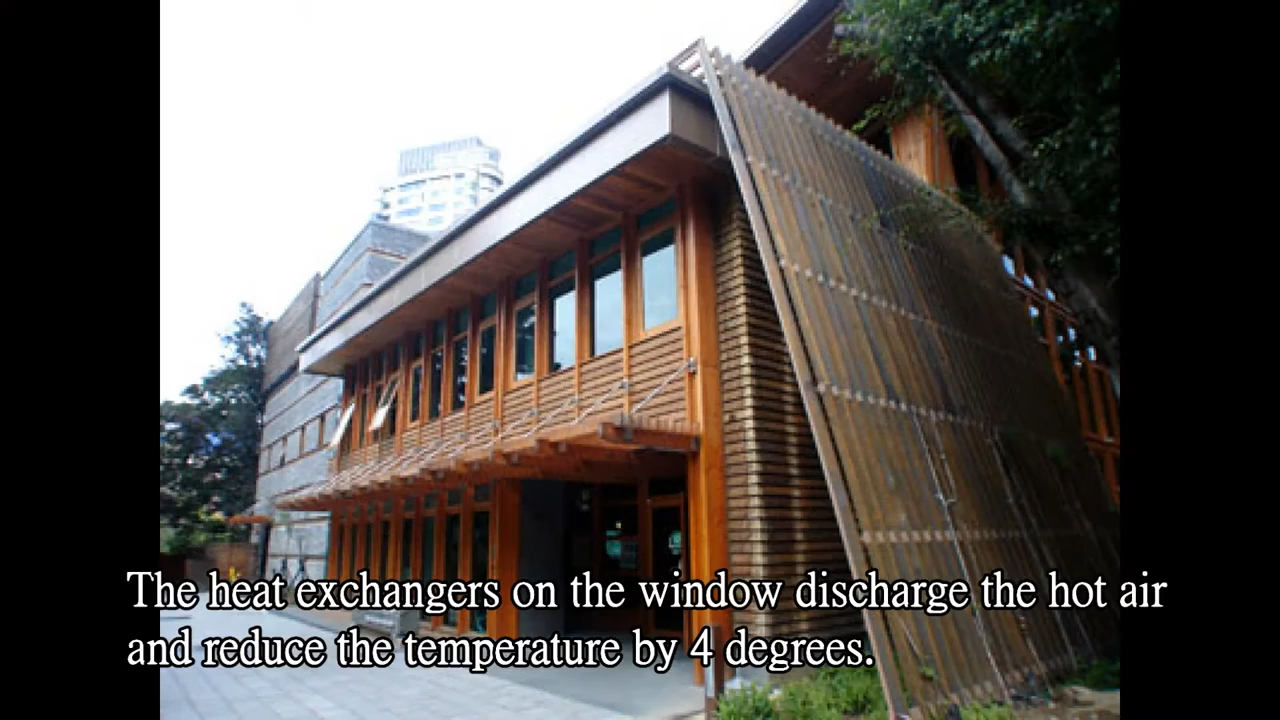 The heat exchangers on the window discharge the hot air
and reduce the temperature by 4 degrees.